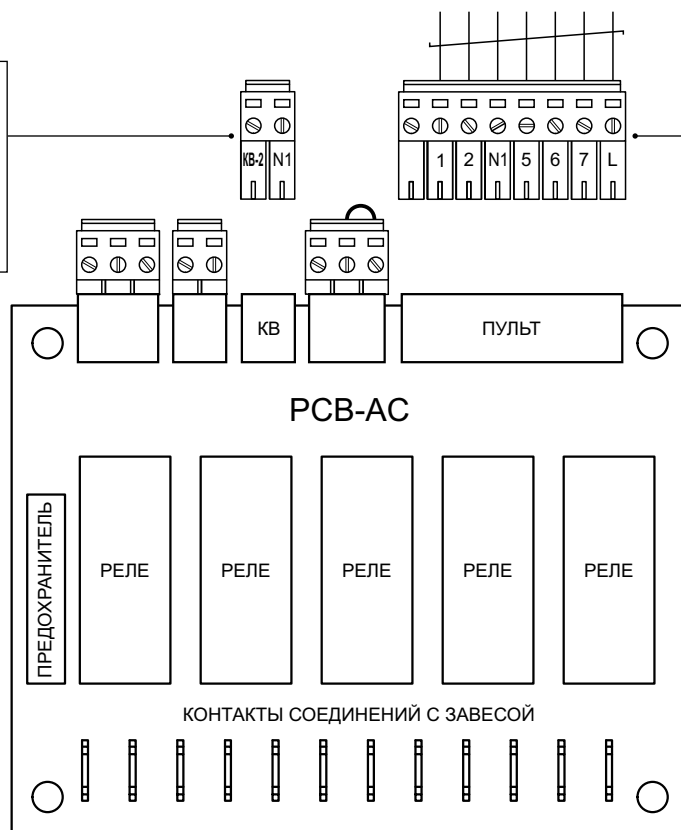 КВ-2 N1
1 2 N1 5 6 7 L
КВ
ПУЛЬТ
PCB-AC
ПРЕДОХРАНИТЕЛЬ
РЕЛЕ РЕЛЕ РЕЛЕ РЕЛЕ РЕЛЕ
КОНТАКТЫ СОЕДИНЕНИЙ С ЗАВЕСОЙ